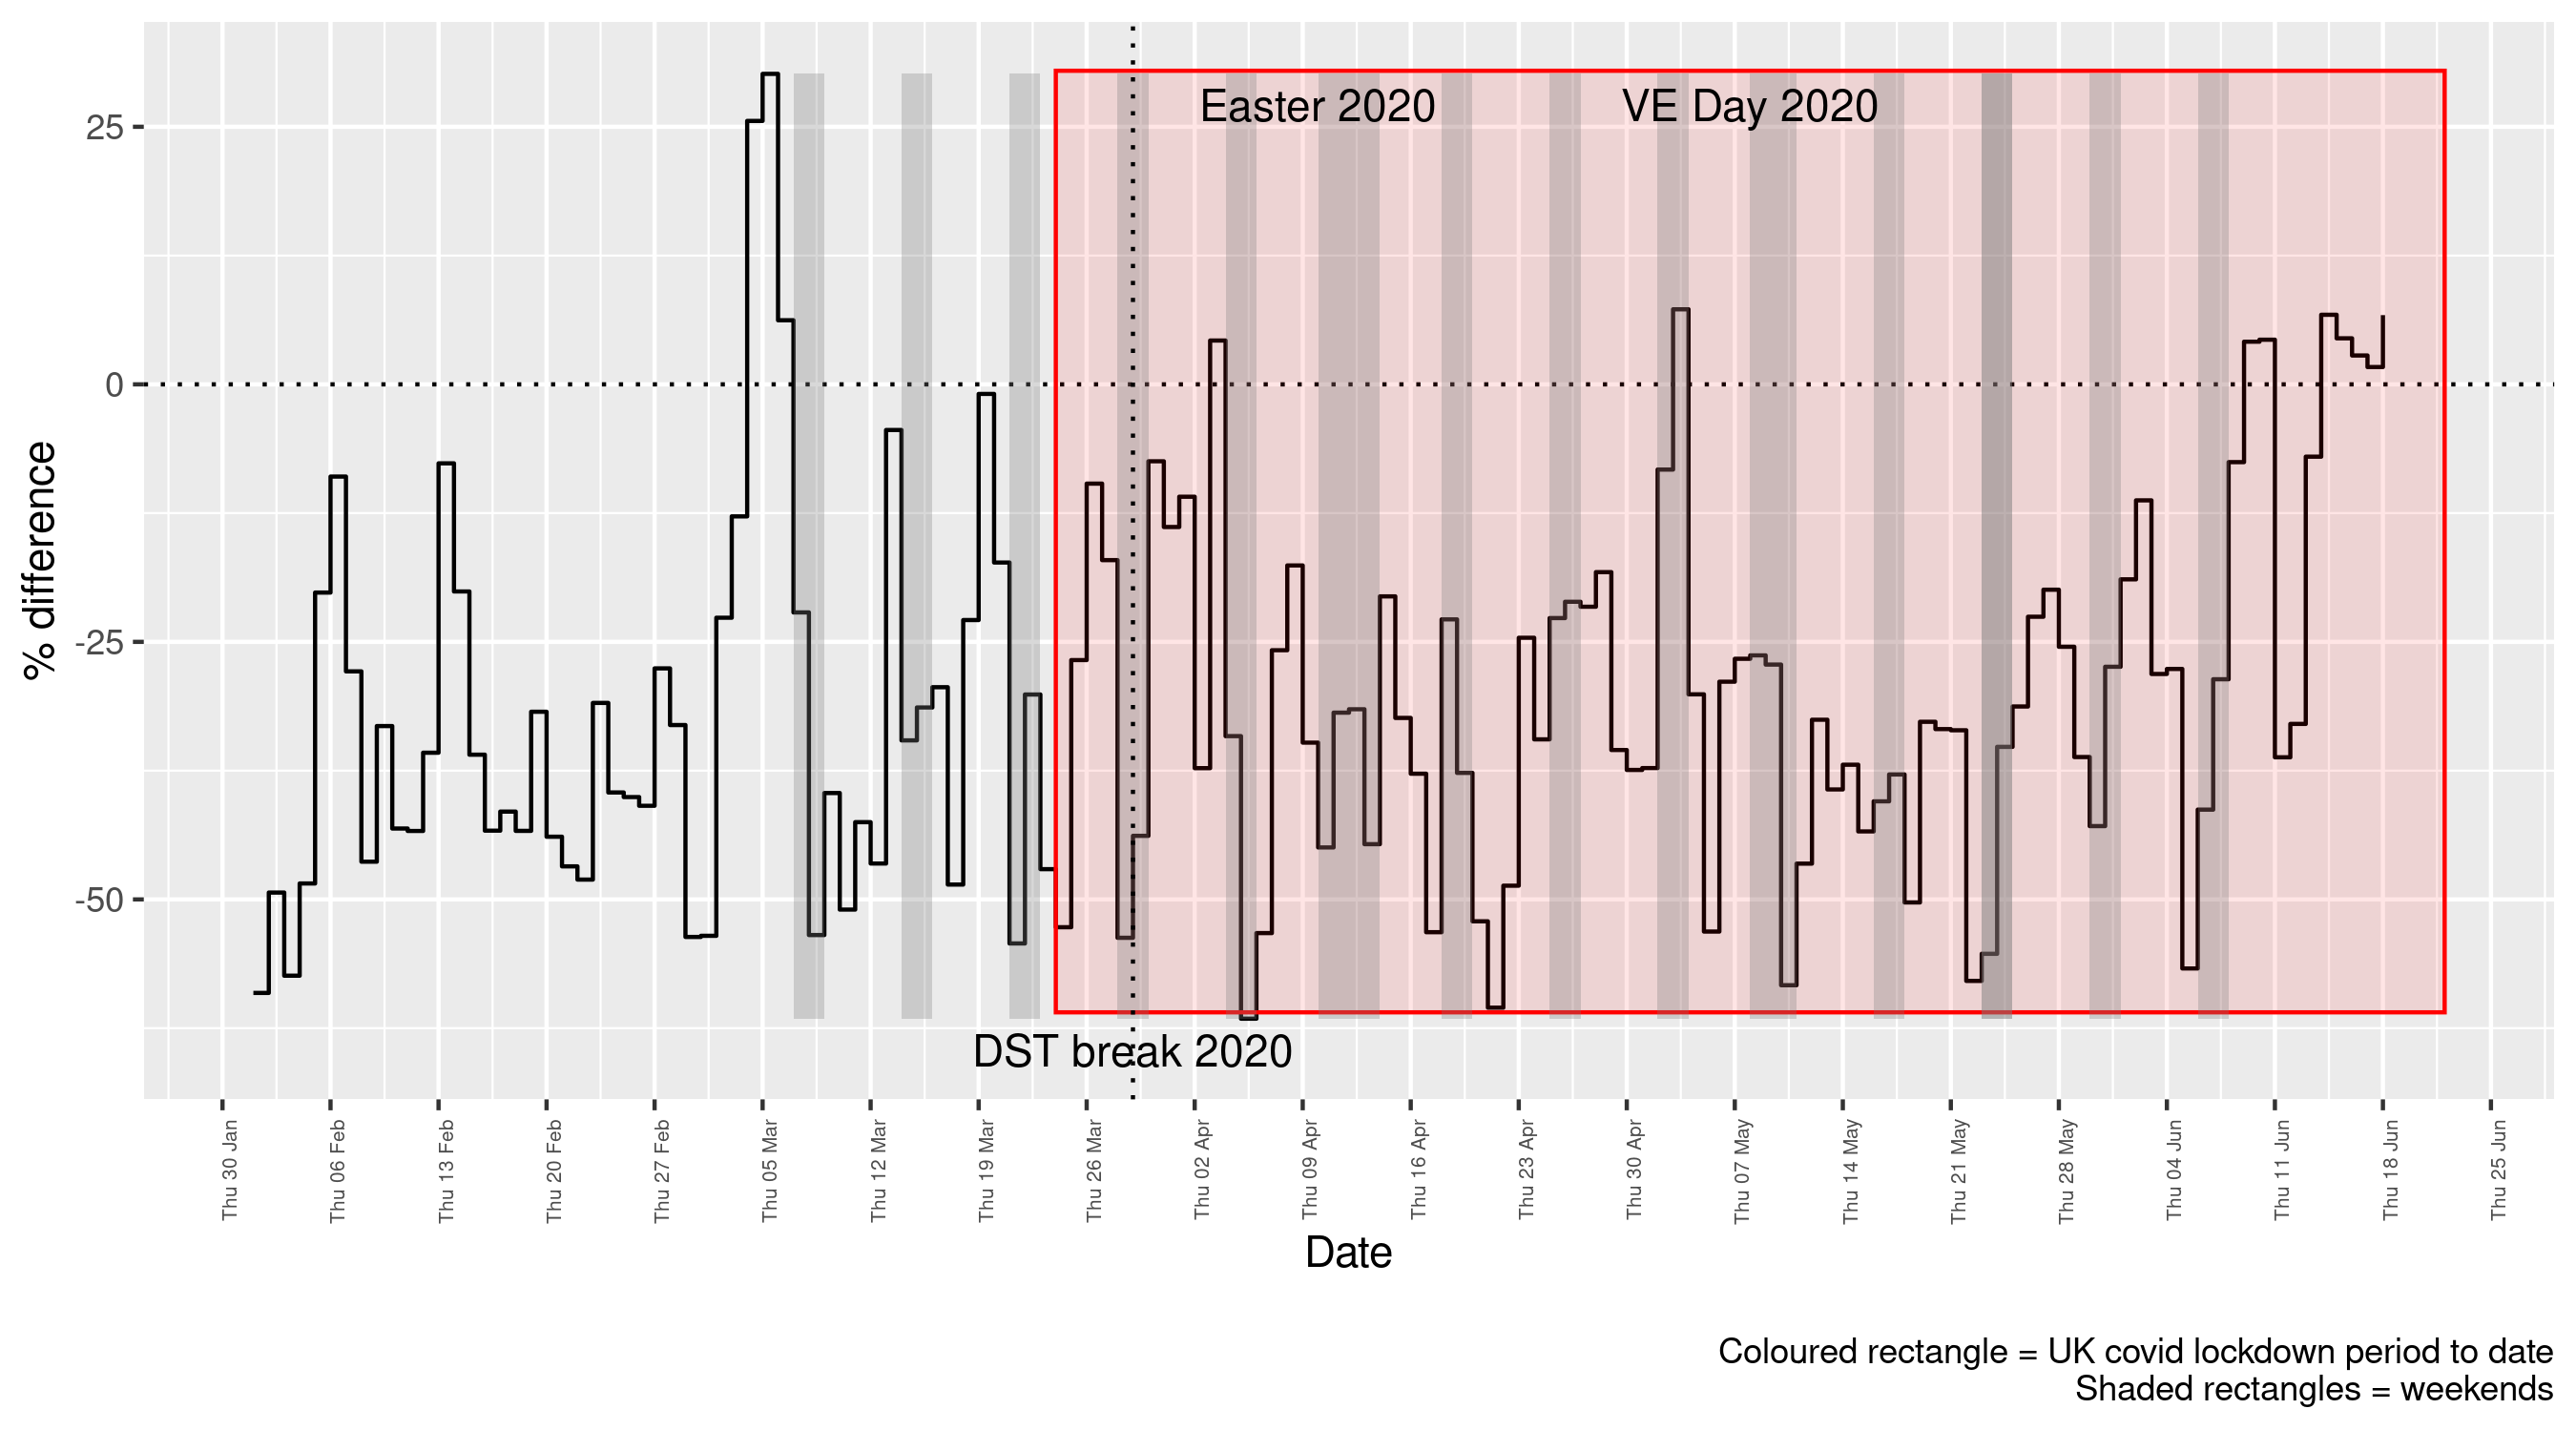 Easter 2020
VE Day 2020
25
0
-25
-50
% difference
DST break 2020
Thu 30 Jan
Thu 06 Feb
Thu 13 Feb
Thu 20 Feb
Thu 27 Feb
Thu 05 Mar
Thu 12 Mar
Thu 19 Mar
Thu 26 Mar
Thu 02 Apr
Thu 09 Apr
Thu 16 Apr
Thu 23 Apr
Thu 30 Apr
Thu 07 May
Thu 14 May
Thu 21 May
Thu 28 May
Thu 04 Jun
Thu 11 Jun
Thu 18 Jun
Thu 25 Jun
Date
Coloured rectangle = UK covid lockdown period to date
Shaded rectangles = weekends